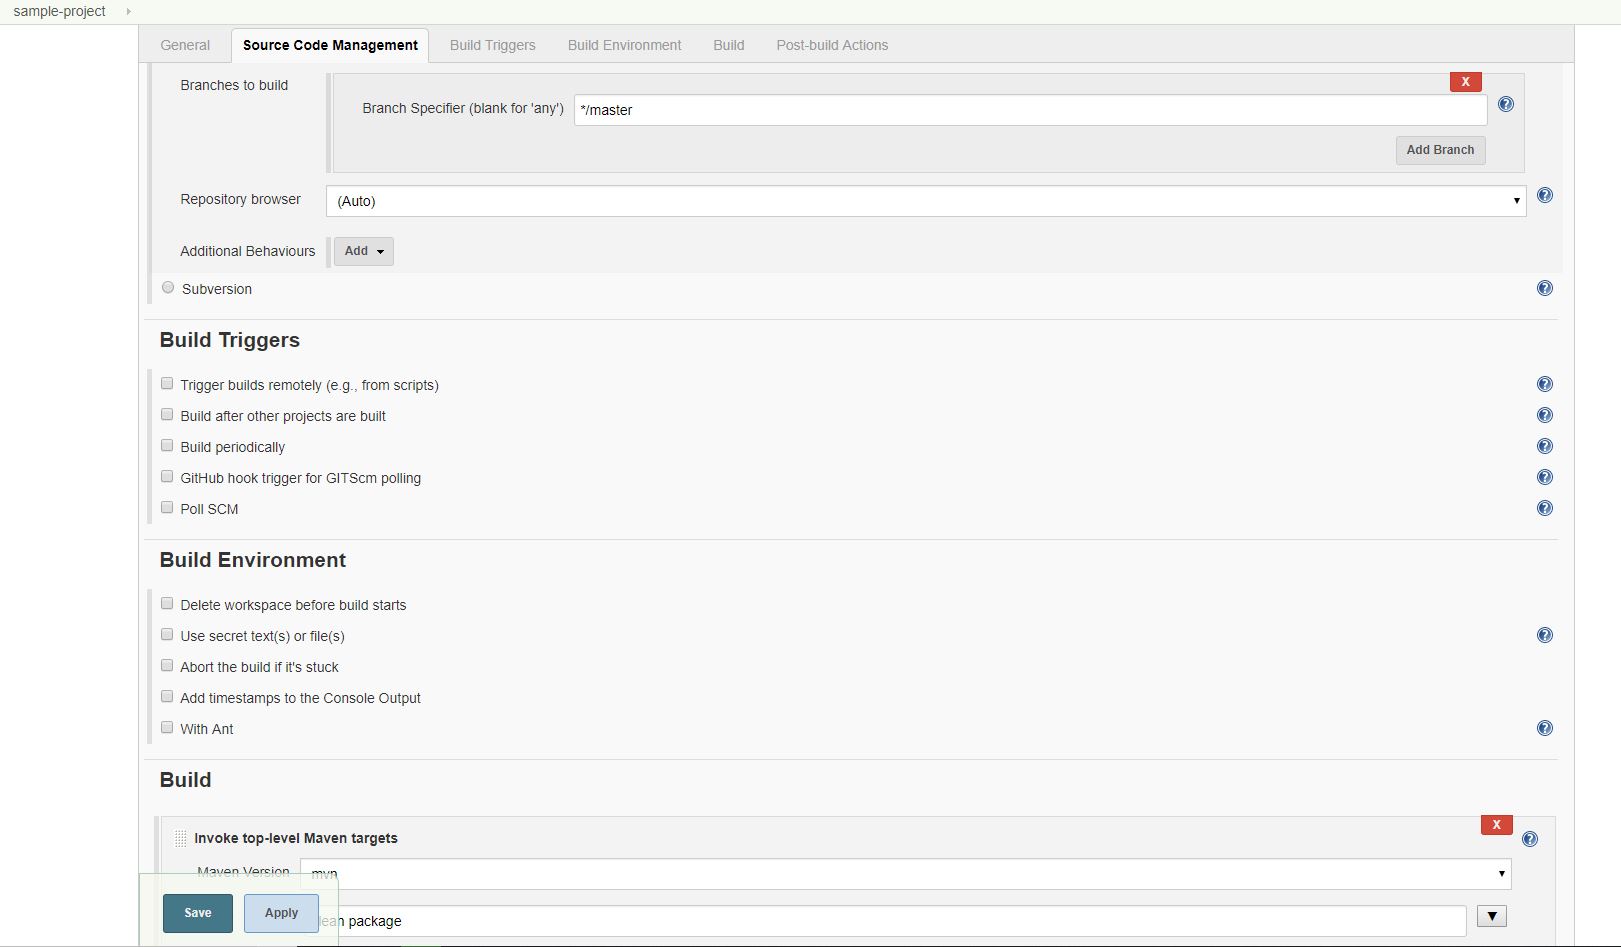 sample-project
General Source Code Management Build Triggers Build Environment Build Post-build Actions
Branches to build
X
Branch Specifier (blank for 'any') */master
Add Branch
Repository browser (Auto)
Additional Behaviours Add
Subversion
Build Triggers
Trigger builds remotely (e.g., from scripts)
Build after other projects are built
Build periodically
GitHub hook trigger for GITScm polling
Poll SCM
Build Environment
Delete workspace before build starts
Use secret text(s) or file(s)
Abort the build if it's stuck
Add timestamps to the Console Output
With Ant
Build
X
Invoke top-level Maven targets
Maven Version mvn
Save Apply lean package